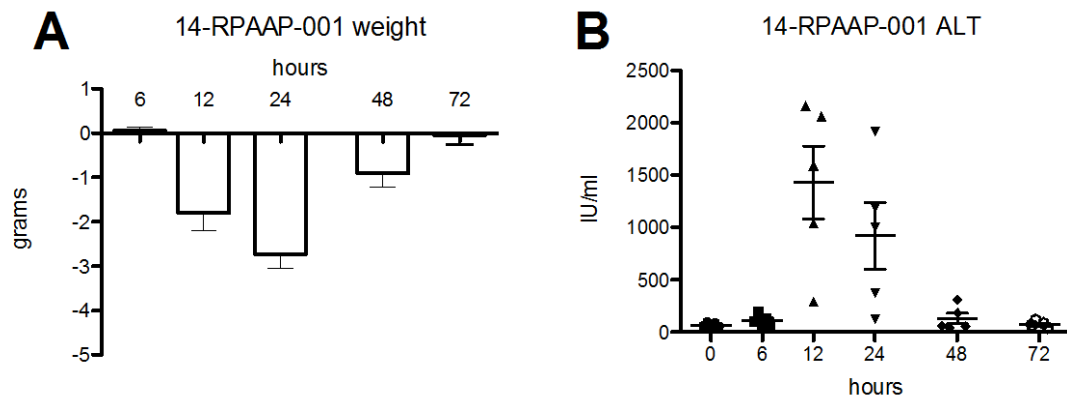 A
14-RPAAP-001 weight
hours
6 12 24 48 72
1
0
-1
-2
-3
-4
-5
grams
B
14-RPAAP-001 ALT
2500
2000
1500
1000
500
0
IU/ml
0 6 12 24 48 72
hours